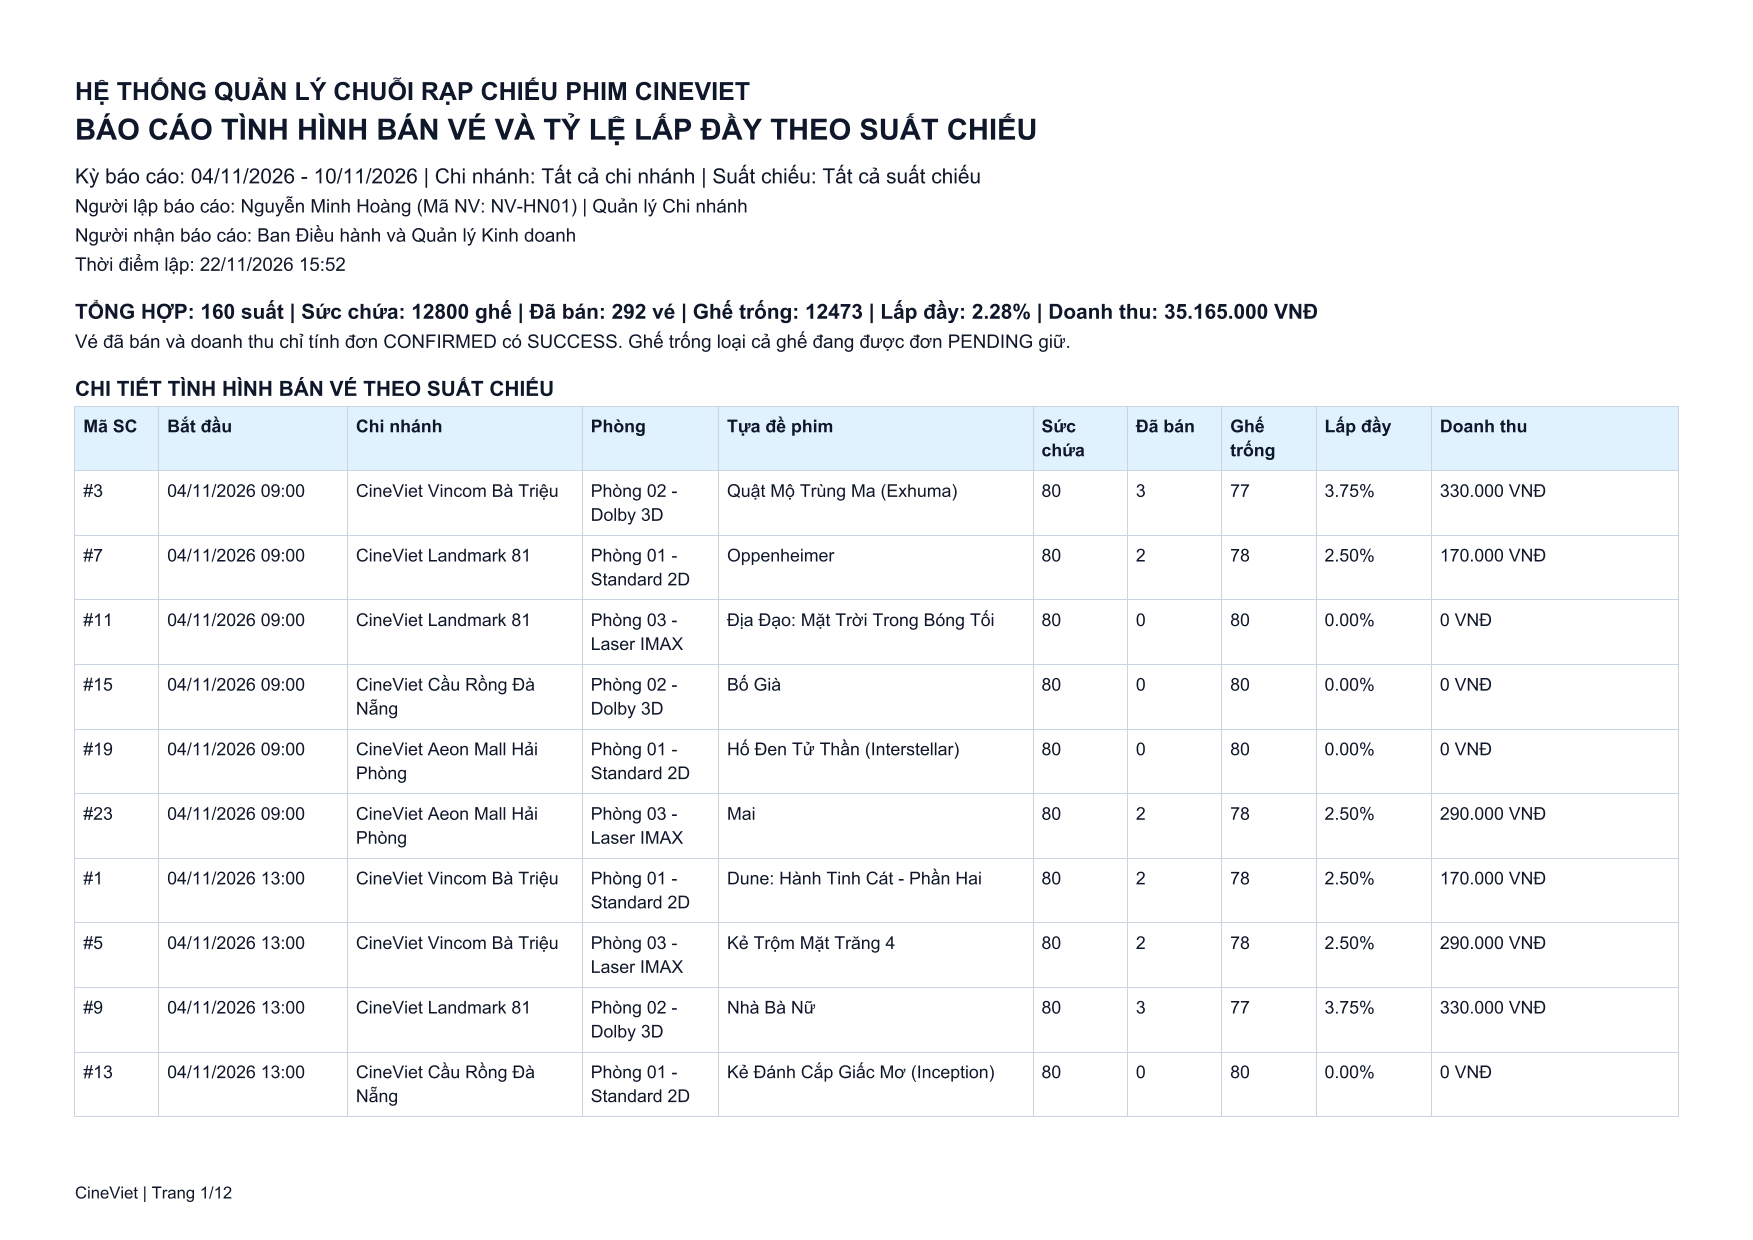 HỆ THỐNG QUẢN LÝ CHUỖI RẠP CHIẾU PHIM CINEVIET
BÁO CÁO TÌNH HÌNH BÁN VÉ VÀ TỶ LỆ LẤP ĐẦY THEO SUẤT CHIẾU
Kỳ báo cáo: 04/11/2026 - 10/11/2026 | Chi nhánh: Tất cả chi nhánh | Suất chiếu: Tất cả suất chiếu
Người lập báo cáo: Nguyễn Minh Hoàng (Mã NV: NV-HN01) | Quản lý Chi nhánh
Người nhận báo cáo: Ban Điều hành và Quản lý Kinh doanh
Thời điểm lập: 22/11/2026 15:52
TỔNG HỢP: 160 suất | Sức chứa: 12800 ghế | Đã bán: 292 vé | Ghế trống: 12473 | Lấp đầy: 2.28% | Doanh thu: 35.165.000 VNĐ
Vé đã bán và doanh thu chỉ tính đơn CONFIRMED có SUCCESS. Ghế trống loại cả ghế đang được đơn PENDING giữ.
CHI TIẾT TÌNH HÌNH BÁN VÉ THEO SUẤT CHIẾU
Mã SC Bắt đầu Chi nhánh Phòng Tựa đề phim Sức chứa Đã bán Ghế trống Lấp đầy Doanh thu
#3 04/11/2026 09:00 CineViet Vincom Bà Triệu Phòng 02 - Dolby 3D Quật Mộ Trùng Ma (Exhuma) 80 3 77 3.75% 330.000 VNĐ
#7 04/11/2026 09:00 CineViet Landmark 81 Phòng 01 - Standard 2D Oppenheimer 80 2 78 2.50% 170.000 VNĐ
#11 04/11/2026 09:00 CineViet Landmark 81 Phòng 03 - Laser IMAX Địa Đạo: Mặt Trời Trong Bóng Tối 80 0 80 0.00% 0 VNĐ
#15 04/11/2026 09:00 CineViet Cầu Rồng Đà Nẵng Phòng 02 - Dolby 3D Bố Già 80 0 80 0.00% 0 VNĐ
#19 04/11/2026 09:00 CineViet Aeon Mall Hải Phòng Phòng 01 - Standard 2D Hố Đen Tử Thần (Interstellar) 80 0 80 0.00% 0 VNĐ
#23 04/11/2026 09:00 CineViet Aeon Mall Hải Phòng Phòng 03 - Laser IMAX Mai 80 2 78 2.50% 290.000 VNĐ
#1 04/11/2026 13:00 CineViet Vincom Bà Triệu Phòng 01 - Standard 2D Dune: Hành Tinh Cát - Phần Hai 80 2 78 2.50% 170.000 VNĐ
#5 04/11/2026 13:00 CineViet Vincom Bà Triệu Phòng 03 - Laser IMAX Kẻ Trộm Mặt Trăng 4 80 2 78 2.50% 290.000 VNĐ
#9 04/11/2026 13:00 CineViet Landmark 81 Phòng 02 - Dolby 3D Nhà Bà Nữ 80 3 77 3.75% 330.000 VNĐ
#13 04/11/2026 13:00 CineViet Cầu Rồng Đà Nẵng Phòng 01 - Standard 2D Kẻ Đánh Cắp Giấc Mơ (Inception) 80 0 80 0.00% 0 VNĐ
CineViet | Trang 1/12